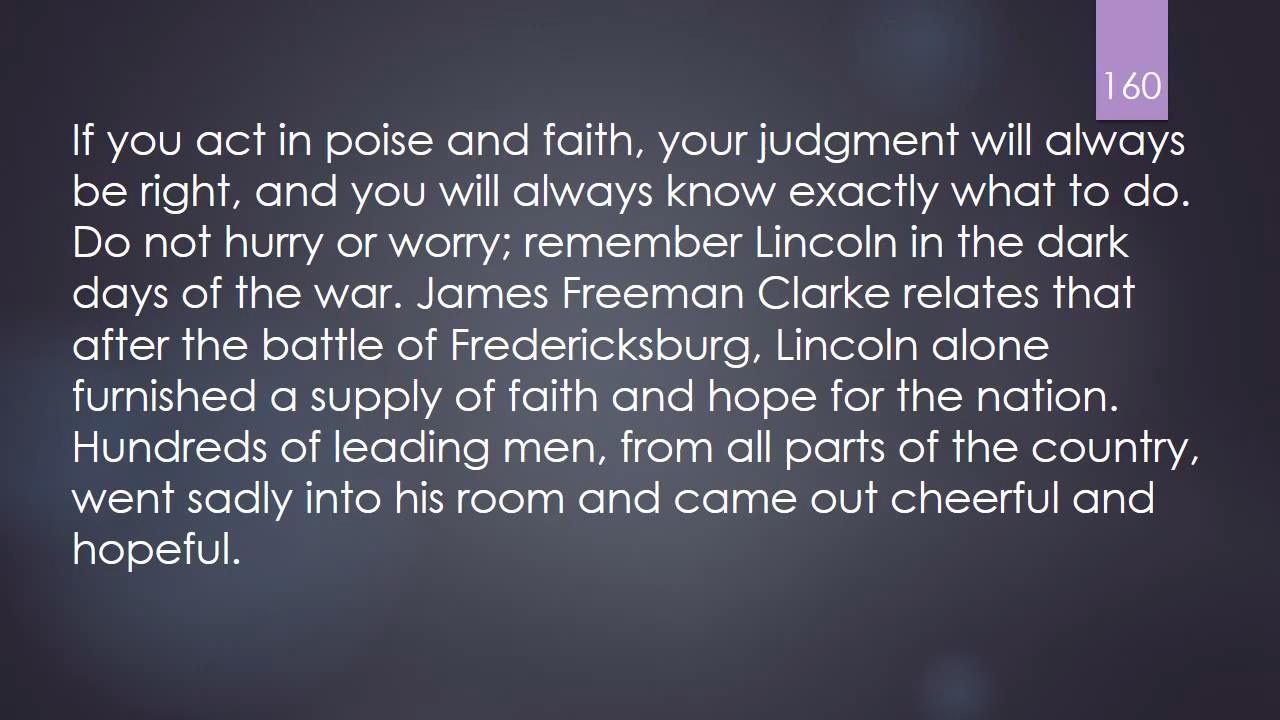 160
If you act in poise and faith, your judgment will always
be right, and you will always know exactly what to do.
Do not hurry or worry; remember Lincoln in the dark
days of the war. James Freeman Clarke relates that
after the battle of Fredericksburg, Lincoln alone
furnished a supply of faith and hope for the nation.
Hundreds of leading men, from all parts of the country,
went sadly into his room and came out cheerful and
hopeful.